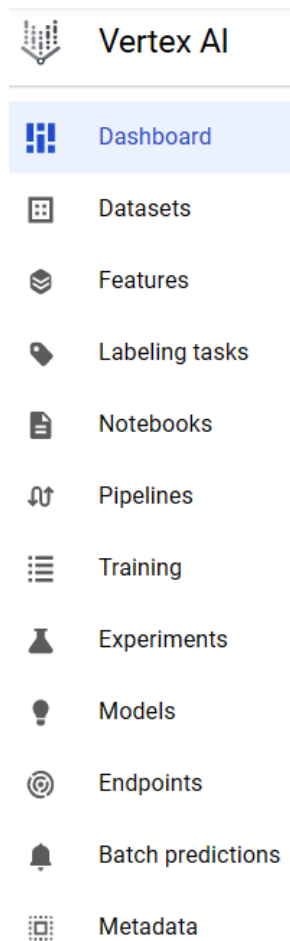 Vertex AI
Dashboard
Datasets
Features
Labeling tasks
Notebooks
Pipelines
Training
Experiments
Models
Endpoints
Batch predictions
Metadata